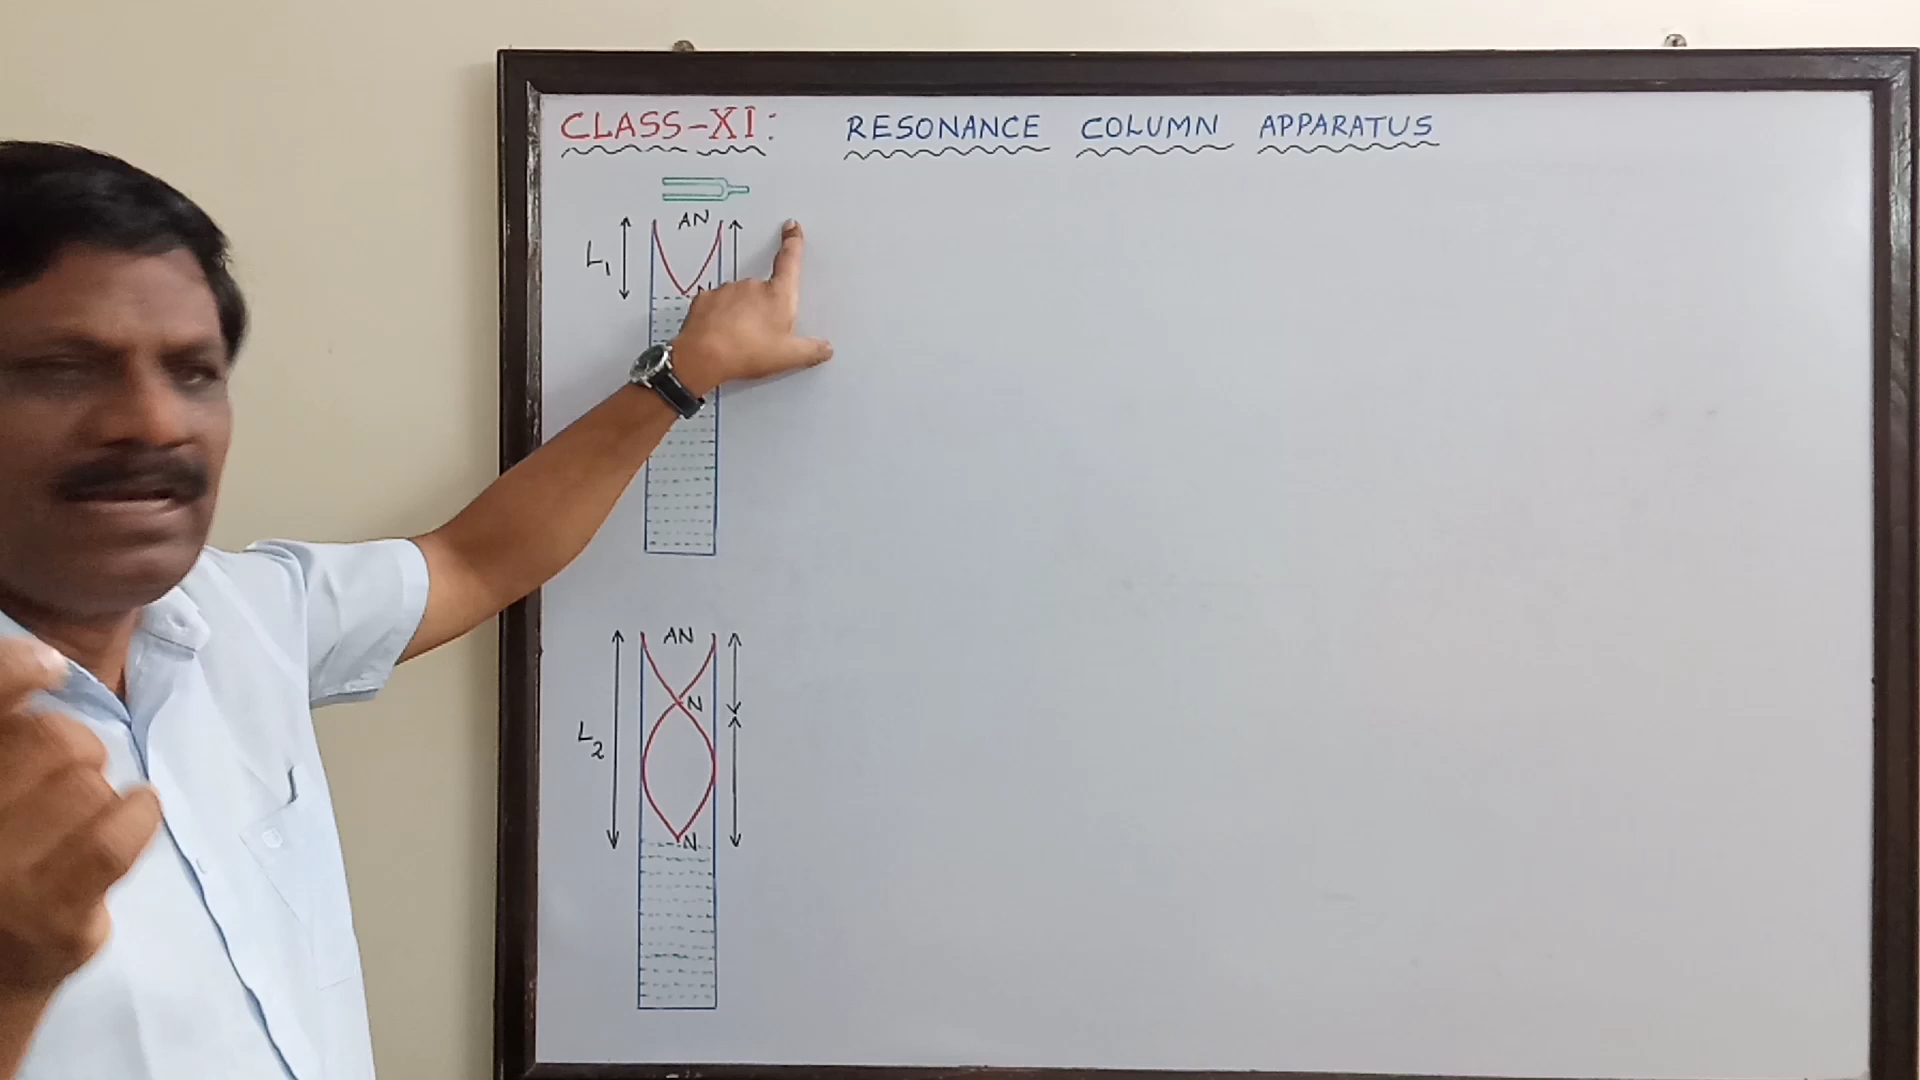 CLASS-XI: RESONANCE COLUMN APPARATUS
AN
L1
N
AN
N
L2
N